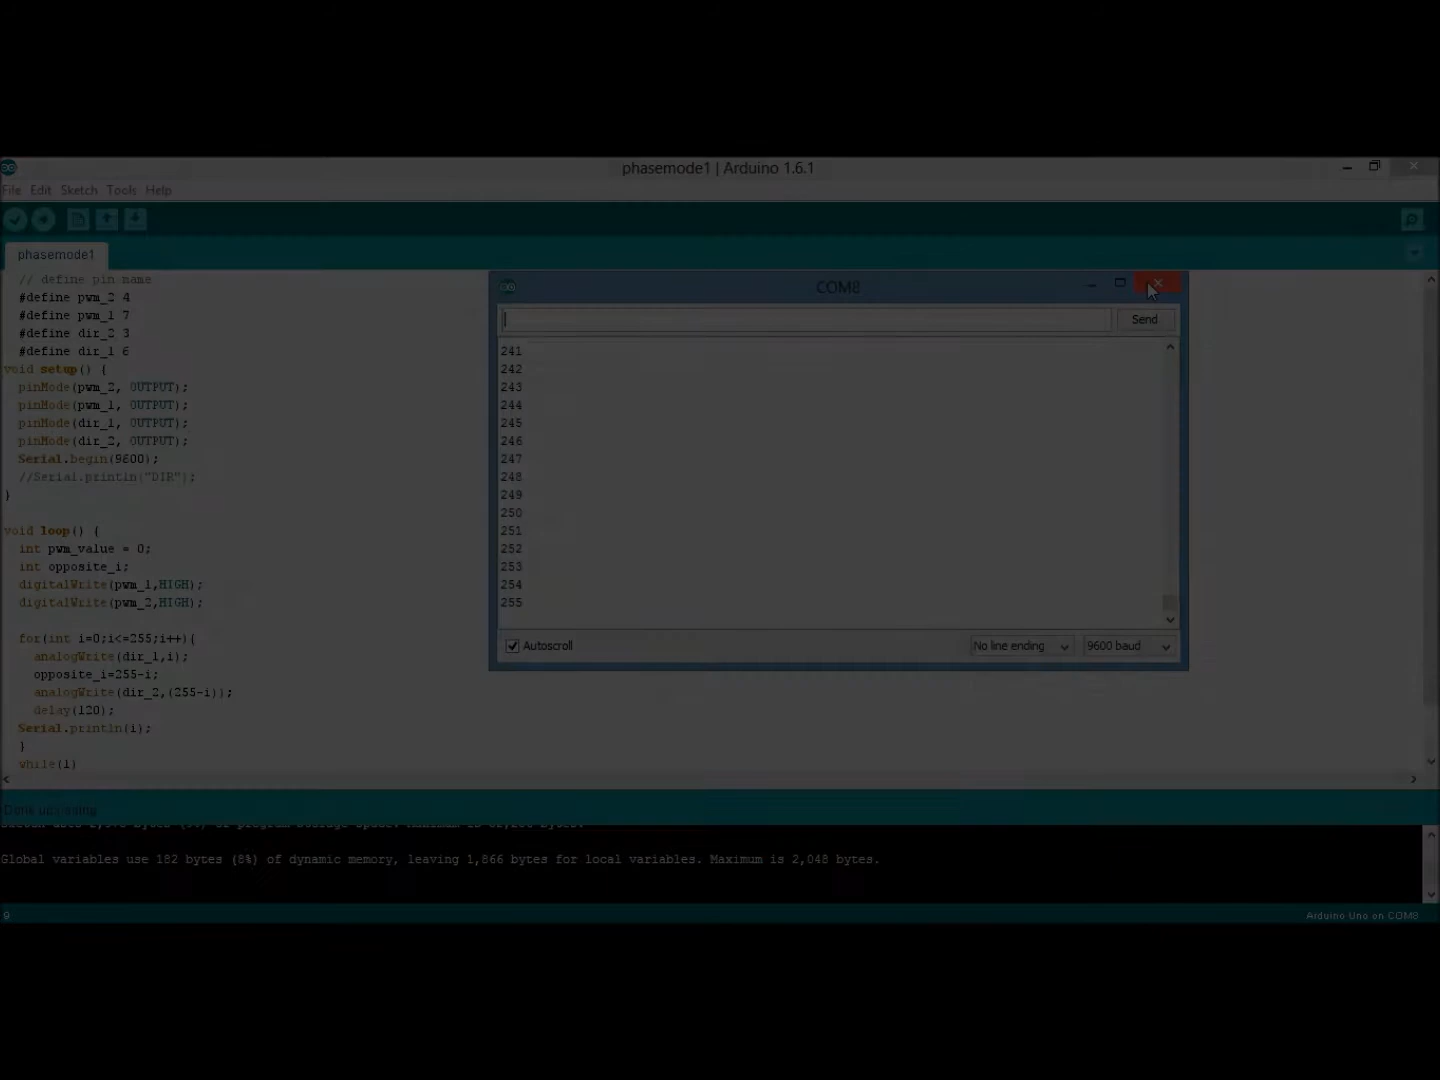 phasemode1 | Arduino 1.6.1
File Edit Sketch Tools Help
phasemode1
// define pin name
#define pwm_2 4
#define pwm_1 7
#define dir_2 3
#define dir_1 6
void setup() {
pinMode(pwm_2, OUTPUT);
pinMode(pwm_1, OUTPUT);
pinMode(dir_1, OUTPUT);
pinMode(dir_2, OUTPUT);
Serial.begin(9600);
//Serial.println("DIR");
}
void loop() {
int pwm_value = 0;
int opposite_i;
digitalWrite(pwm_1,HIGH);
digitalWrite(pwm_2,HIGH);
for(int i=0;i<=255;i++){
analogWrite(dir_1,i);
opposite_i=255-i;
analogWrite(dir_2,(255-i));
delay(120);
Serial.println(i);
}
while(1)
COM8
Send
241
242
243
244
245
246
247
248
249
250
251
252
253
254
255
Autoscroll
No line ending
9600 baud
Done uploading
Global variables use 182 bytes (8%) of dynamic memory, leaving 1,866 bytes for local variables. Maximum is 2,048 bytes.
9
Arduino Uno on COM8